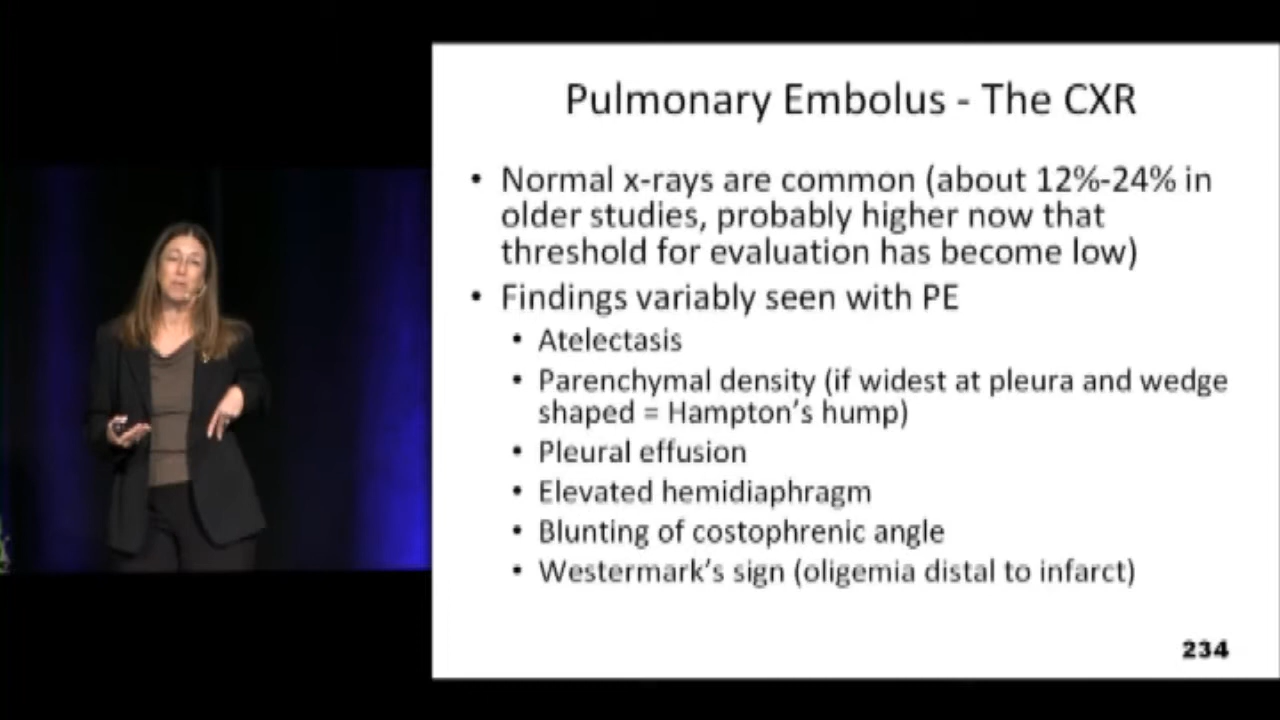 Pulmonary Embolus - The CXR
• Normal x-rays are common (about 12%-24% in
older studies, probably higher now that
threshold for evaluation has become low)
• Findings variably seen with PE
• Atelectasis
• Parenchymal density (if widest at pleura and wedge
shaped = Hampton's hump)
• Pleural effusion
• Elevated hemidiaphragm
• Blunting of costophrenic angle
• Westermark's sign (oligemia distal to infarct)
234